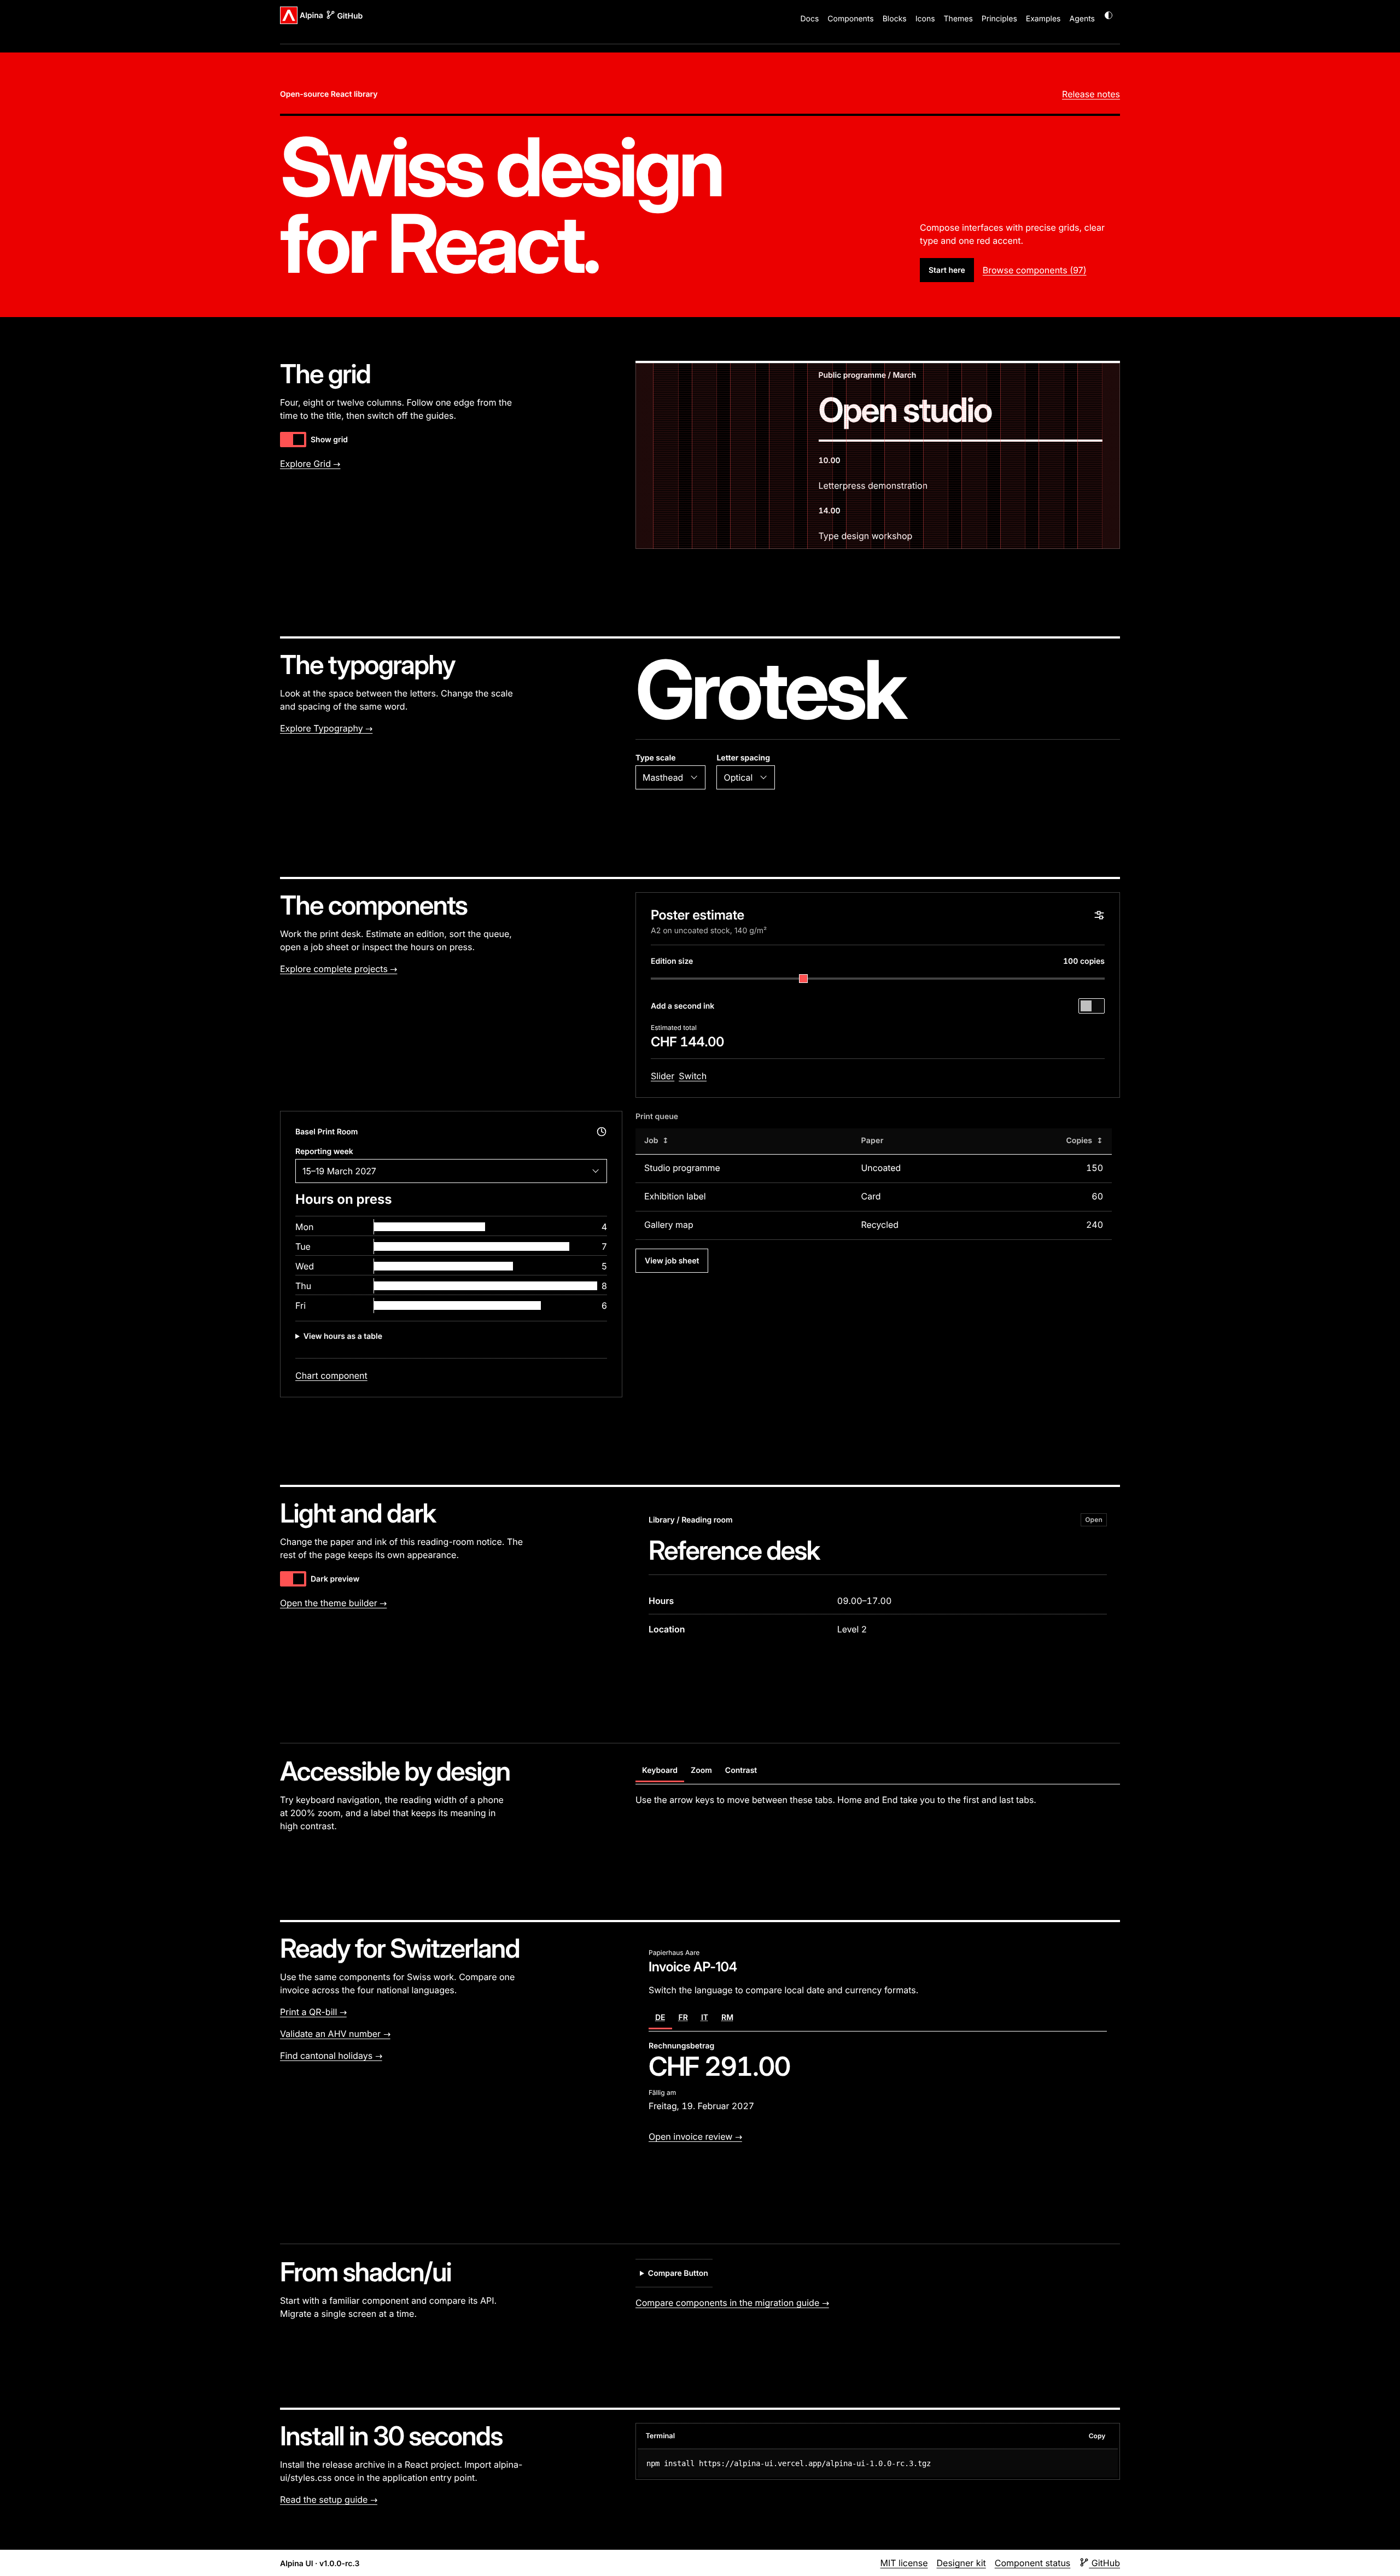 Alpina GitHub
Docs Components Blocks Icons Themes Principles Examples Agents
Open-source React library
Release notes
Swiss design
for React.
Compose interfaces with precise grids, clear
type and one red accent.
Start here Browse components (97)
The grid
Four, eight or twelve columns. Follow one edge from the
time to the title, then switch off the guides.
Show grid
Explore Grid →
Public programme / March
Open studio
10.00
Letterpress demonstration
14.00
Type design workshop
The typography
Look at the space between the letters. Change the scale
and spacing of the same word.
Explore Typography →
Grotesk
Type scale Letter spacing
Masthead Optical
The components
Work the print desk. Estimate an edition, sort the queue,
open a job sheet or inspect the hours on press.
Explore complete projects →
Poster estimate
A2 on uncoated stock, 140 g/m²
Edition size 100 copies
Add a second ink
Estimated total
CHF 144.00
Slider Switch
Basel Print Room
Reporting week
15–19 March 2027
Hours on press
Mon 4
Tue 7
Wed 5
Thu 8
Fri 6
View hours as a table
Chart component
Print queue
Job ↕ Paper Copies ↕
Studio programme Uncoated 150
Exhibition label Card 60
Gallery map Recycled 240
View job sheet
Light and dark
Change the paper and ink of this reading-room notice. The
rest of the page keeps its own appearance.
Dark preview
Open the theme builder →
Library / Reading room Open
Reference desk
Hours 09.00–17.00
Location Level 2
Accessible by design
Try keyboard navigation, the reading width of a phone
at 200% zoom, and a label that keeps its meaning in
high contrast.
Keyboard Zoom Contrast
Use the arrow keys to move between these tabs. Home and End take you to the first and last tabs.
Ready for Switzerland
Use the same components for Swiss work. Compare one
invoice across the four national languages.
Print a QR-bill →
Validate an AHV number →
Find cantonal holidays →
Papierhaus Aare
Invoice AP-104
Switch the language to compare local date and currency formats.
DE FR IT RM
Rechnungsbetrag
CHF 291.00
Fällig am
Freitag, 19. Februar 2027
Open invoice review →
From shadcn/ui
Start with a familiar component and compare its API.
Migrate a single screen at a time.
Compare Button
Compare components in the migration guide →
Install in 30 seconds
Install the release archive in a React project. Import alpina-
ui/styles.css once in the application entry point.
Read the setup guide →
Terminal Copy
npm install https://alpina-ui.vercel.app/alpina-ui-1.0.0-rc.3.tgz
Alpina UI · v1.0.0-rc.3
MIT license Designer kit Component status GitHub